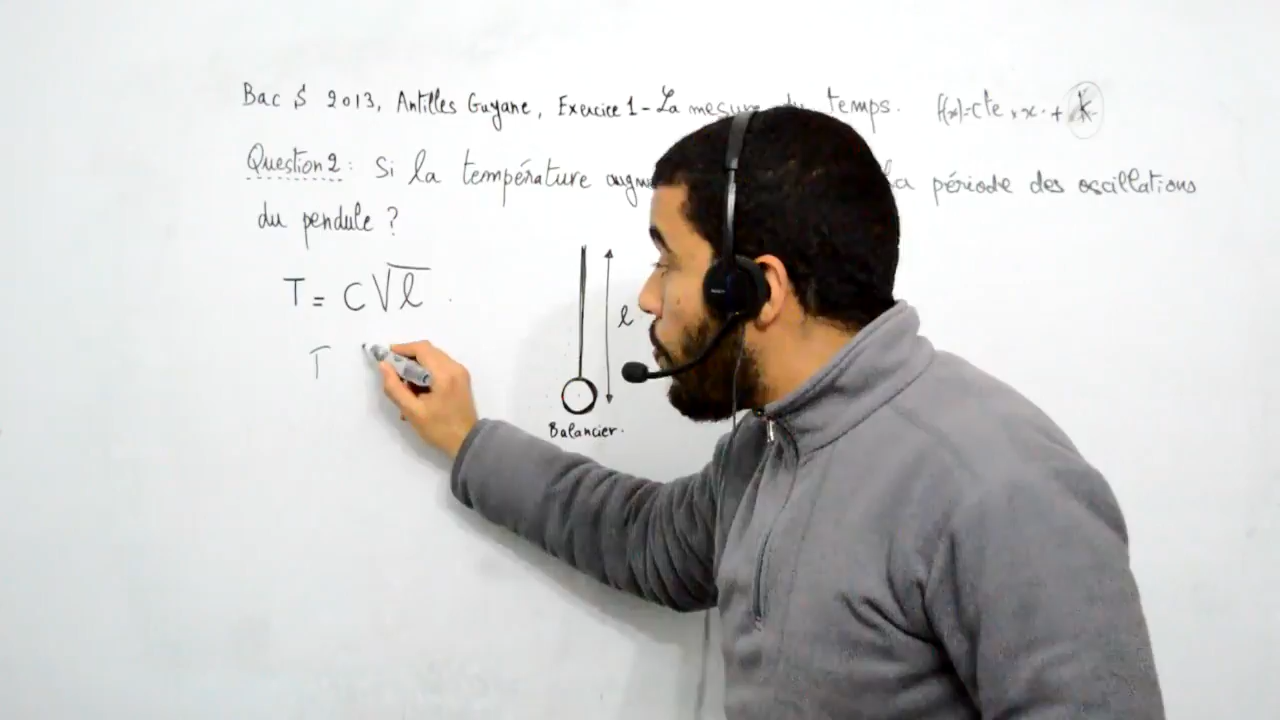 Bac S 2013, Antilles Guyane, Exercice 1 - La mesure du temps. f(x)=cte × x + k
Question 2 : Si la température la période des oscillations
du pendule ?
T = C√l
l
T
Balancier.